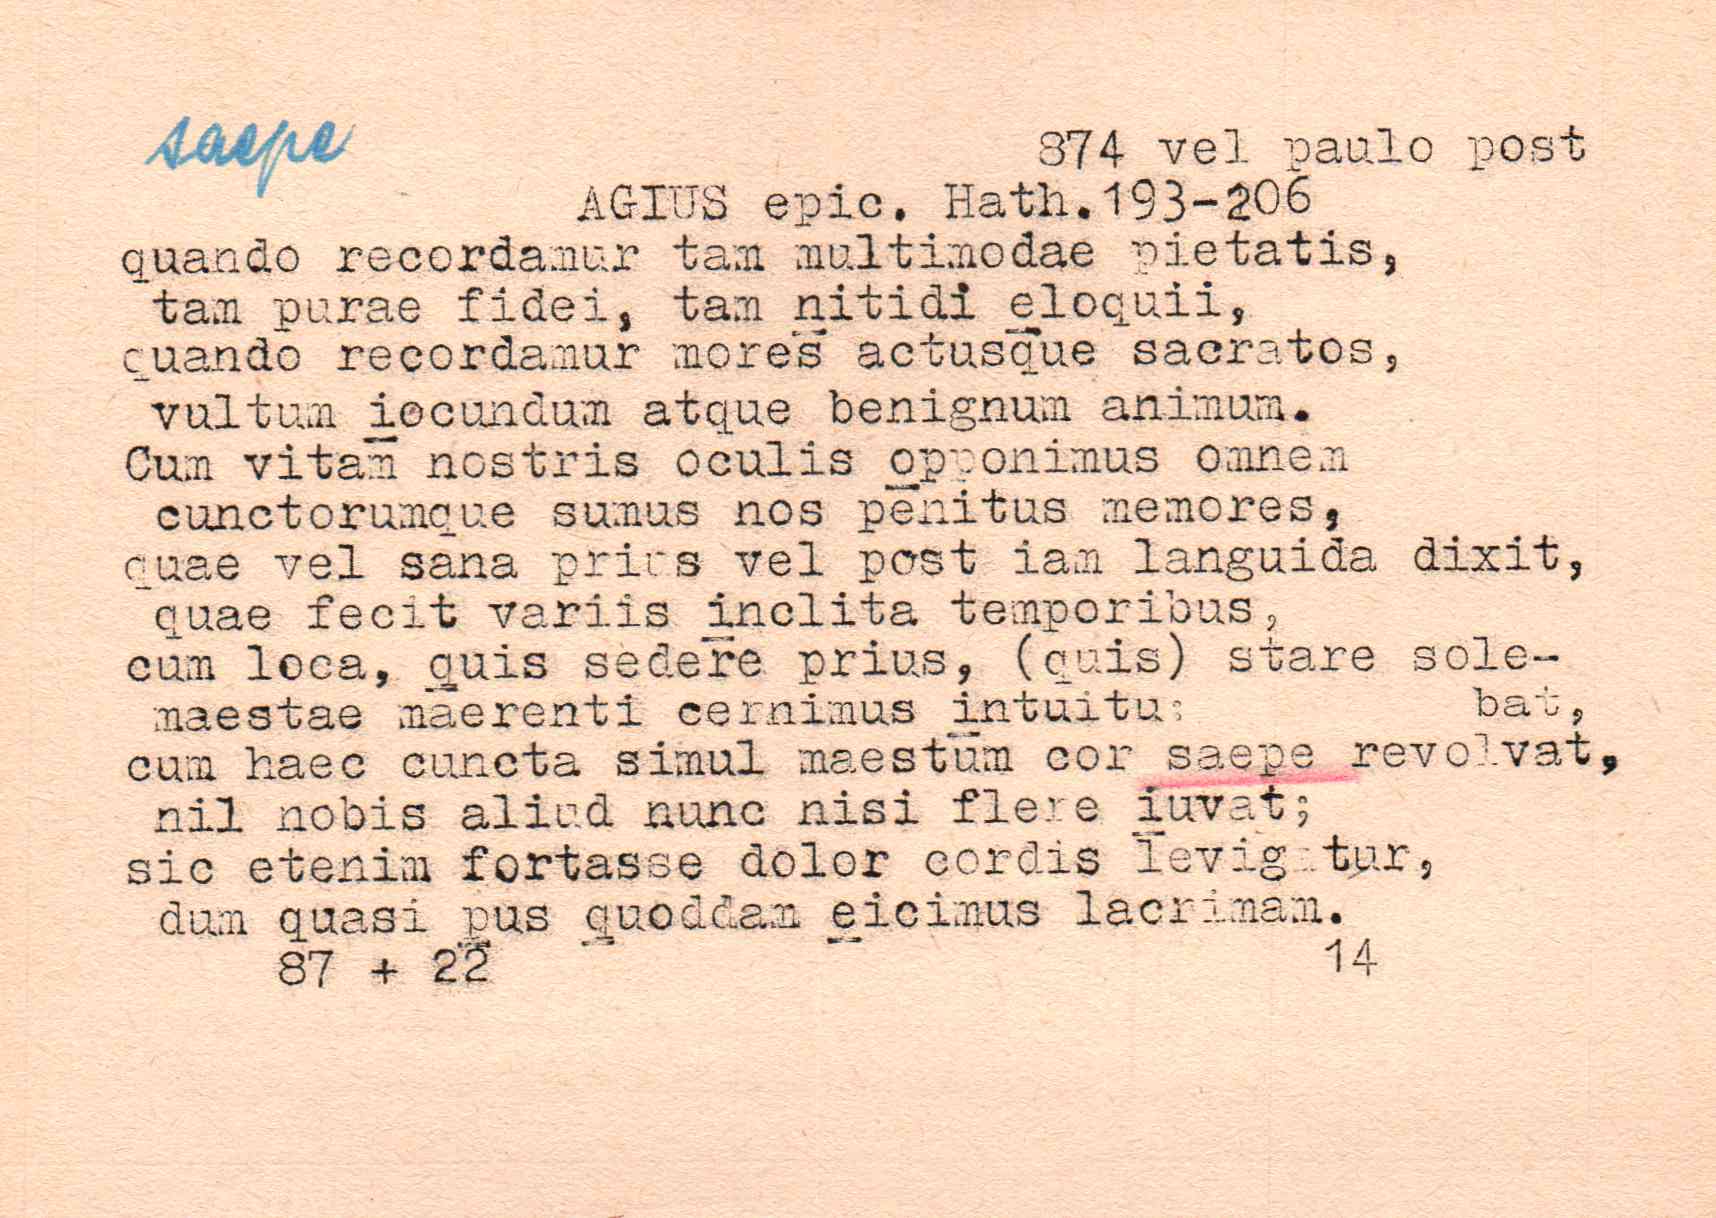 saepe
874 vel paulo post
AGIUS epic. Hath.193-206
quando recordamur tam multimodae pietatis,
tam purae fidei, tam nitidi eloquii,
quando recordamur mores actusque sacratos,
vultum iocundum atque benignum animum.
Cum vitam nostris oculis opponimus omnem
cunctorumque sumus nos penitus memores,
quae vel sana prius vel post iam languida dixit,
quae fecit variis inclita temporibus,
cum loca, quis sedere prius, (quis) stare sole-
maestae maerenti cernimus intuitu: bat,
cum haec cuncta simul maestum cor saepe revolvat,
nil nobis aliud nunc nisi flere iuvat;
sic etenim fortasse dolor cordis levigatur,
dum quasi pus quoddam eicimus lacrimam.
87 + 22 14